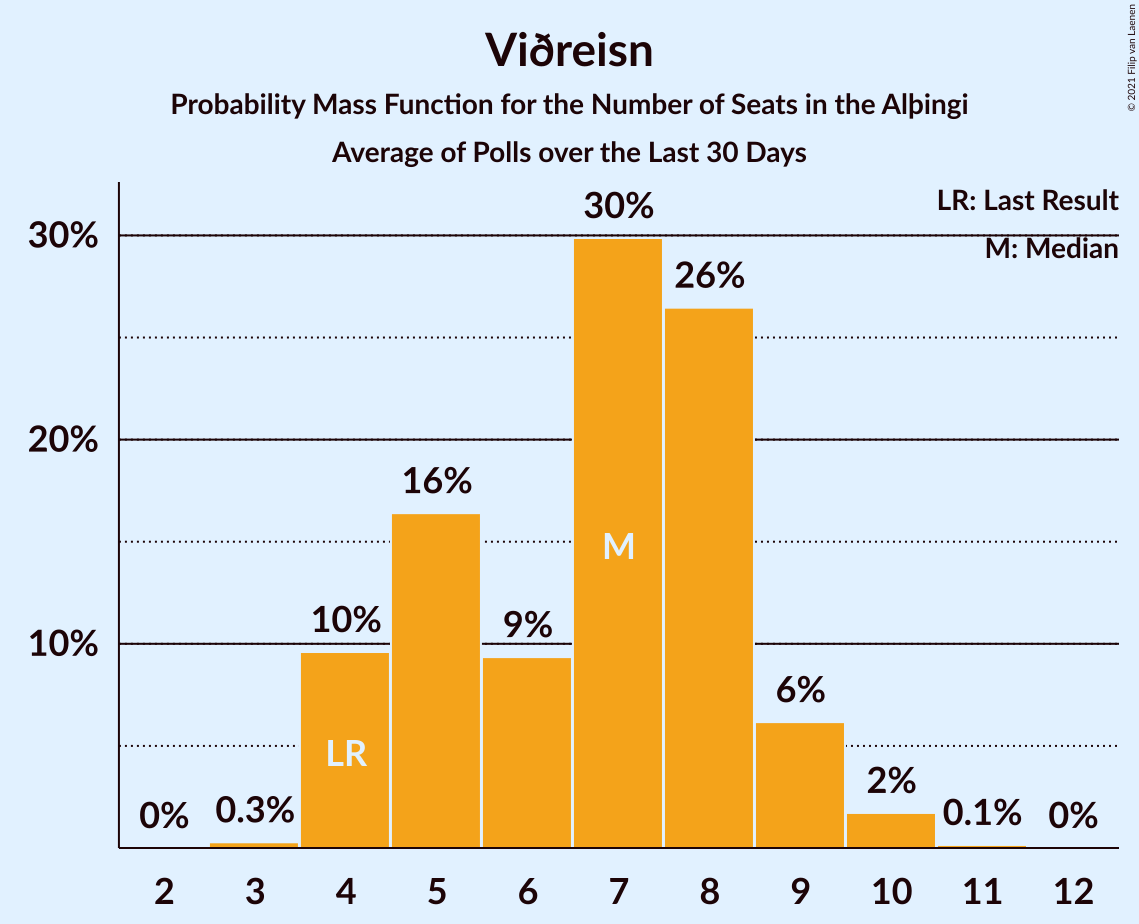 Viðreisn
Probability Mass Function for the Number of Seats in the Alþingi
Average of Polls over the Last 30 Days
© 2021 Filip van Laenen
LR: Last Result
M: Median
30%
20%
10%
0%
0.3%
10%
16%
9%
30%
26%
6%
2%
0.1%
0%
LR
M
2 3 4 5 6 7 8 9 10 11 12